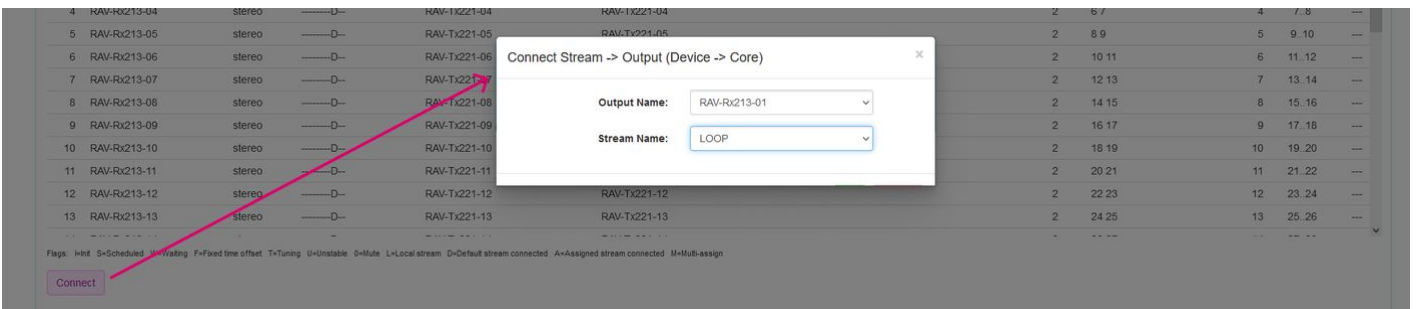 4 RAV-Rx213-04 stereo ---------D-- RAV-Tx221-04 RAV-Tx221-04 2 6 7 4 7..8 ---
5 RAV-Rx213-05 stereo ---------D-- RAV-Tx221-05 RAV-Tx221-05 2 8 9 5 9..10 ---
6 RAV-Rx213-06 stereo ---------D-- RAV-Tx221-06 2 10 11 6 11..12 ---
7 RAV-Rx213-07 stereo ---------D-- RAV-Tx221-07 2 12 13 7 13..14 ---
8 RAV-Rx213-08 stereo ---------D-- RAV-Tx221-08 2 14 15 8 15..16 ---
9 RAV-Rx213-09 stereo ---------D-- RAV-Tx221-09 2 16 17 9 17..18 ---
10 RAV-Rx213-10 stereo ---------D-- RAV-Tx221-10 2 18 19 10 19..20 ---
11 RAV-Rx213-11 stereo ---------D-- RAV-Tx221-11 2 20 21 11 21..22 ---
12 RAV-Rx213-12 stereo ---------D-- RAV-Tx221-12 RAV-Tx221-12 2 22 23 12 23..24 ---
13 RAV-Rx213-13 stereo ---------D-- RAV-Tx221-13 RAV-Tx221-13 2 24 25 13 25..26 ---
Connect Stream -> Output (Device -> Core) ×
Output Name: RAV-Rx213-01
Stream Name: LOOP
Flags: I=Init S=Scheduled W=Waiting F=Fixed time offset T=Tuning U=Unstable 0=Mute L=Local stream D=Default stream connected A=Assigned stream connected M=Multi-assign
Connect